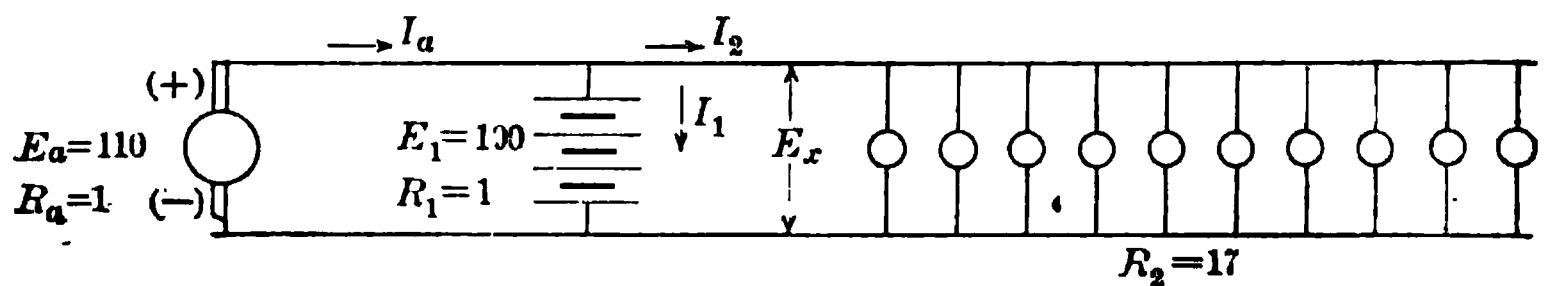 I_a
I_2
(+)
E_a=110
R_a=1
(−)
E_1=100
R_1=1
I_1
E_x
R_2=17